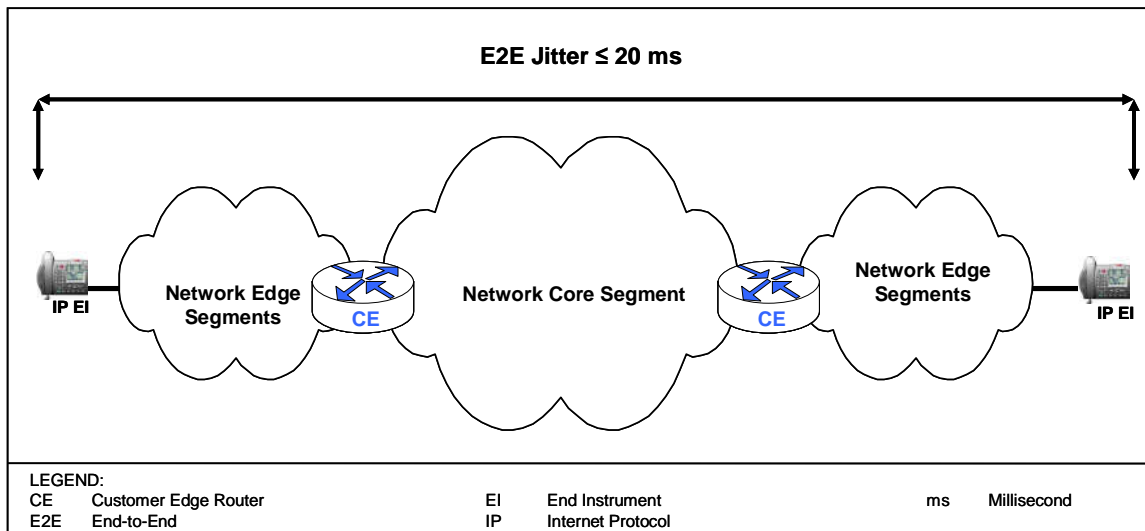 E2E Jitter ≤ 20 ms
Network Edge
Segments
Network Core Segment
Network Edge
Segments
IP EI
CE
CE
IP EI
LEGEND:
CE Customer Edge Router EI End Instrument ms Millisecond
E2E End-to-End IP Internet Protocol